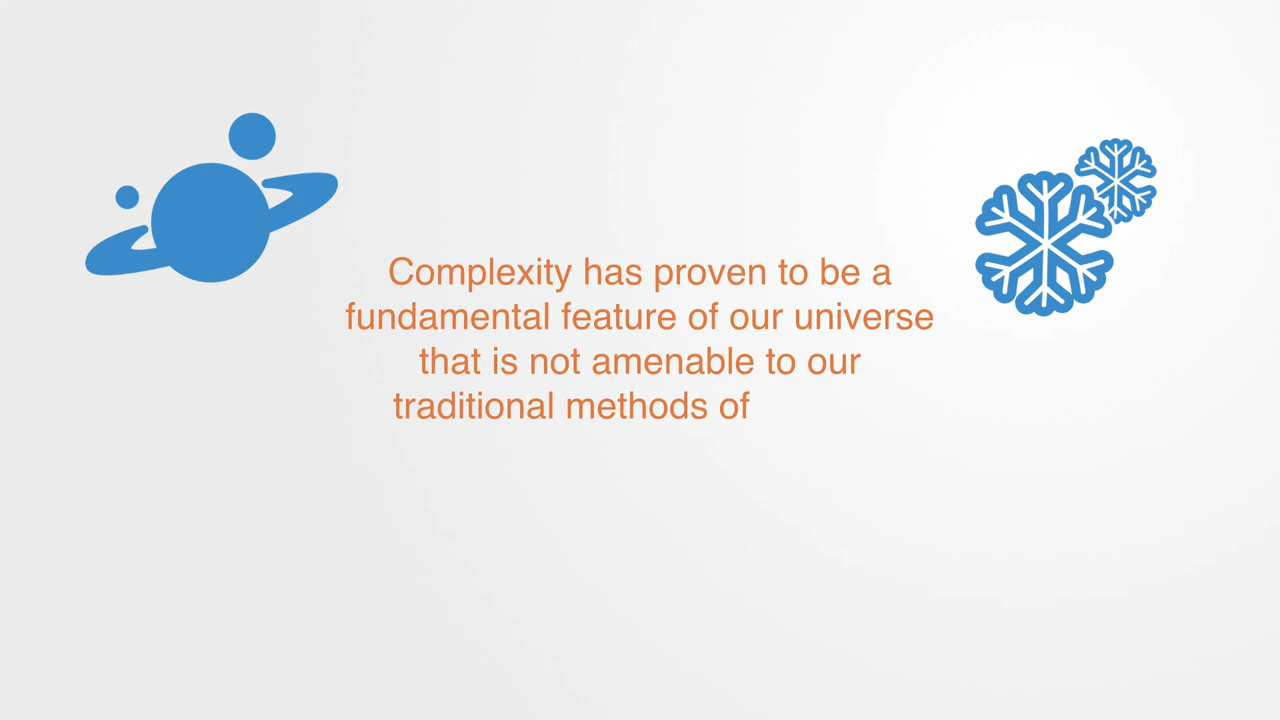 Complexity has proven to be a
fundamental feature of our universe
that is not amenable to our
traditional methods of